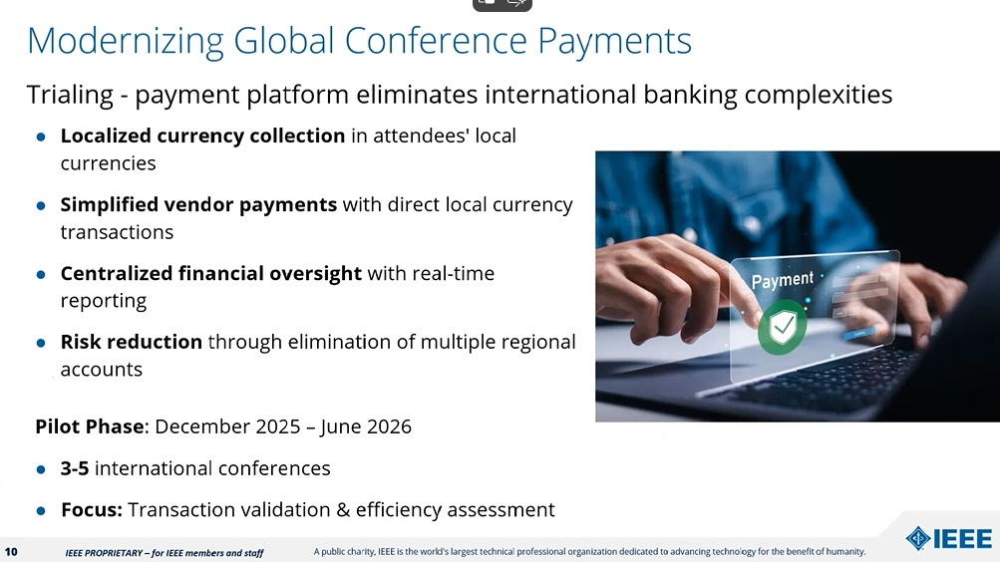 Modernizing Global Conference Payments
Trialing - payment platform eliminates international banking complexities
● Localized currency collection in attendees' local
currencies
● Simplified vendor payments with direct local currency
transactions
● Centralized financial oversight with real-time
reporting
● Risk reduction through elimination of multiple regional
accounts
Payment
Pilot Phase: December 2025 – June 2026
● 3-5 international conferences
● Focus: Transaction validation & efficiency assessment
10
IEEE PROPRIETARY – for IEEE members and staff
A public charity, IEEE is the world's largest technical professional organization dedicated to advancing technology for the benefit of humanity.
IEEE